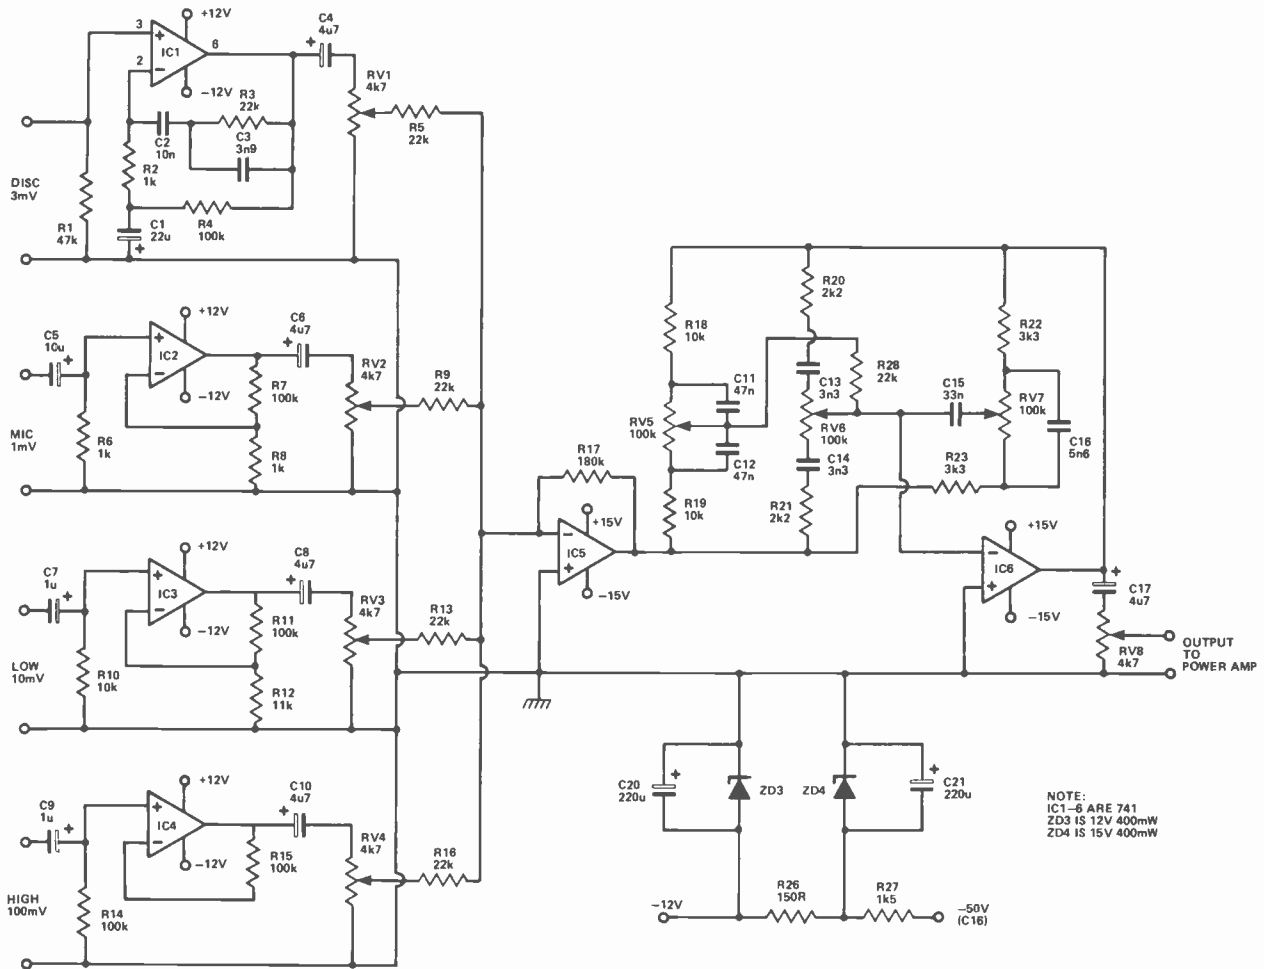 +12V
3
IC1
6
2
-12V
C4
4u7
RV1
4k7
R5
22k
R3
22k
C2
10n
C3
3n9
R2
1k
R4
100k
C1
22u
DISC
3mV
R1
47k
C5
10u
+12V
IC2
-12V
C6
4u7
RV2
4k7
R9
22k
R7
100k
MIC
1mV
R6
1k
R8
1k
C7
1u
+12V
IC3
-12V
C8
4u7
RV3
4k7
R13
22k
R11
100k
LOW
10mV
R10
10k
R12
11k
C9
1u
+12V
IC4
-12V
C10
4u7
RV4
4k7
R16
22k
R15
100k
HIGH
100mV
R14
100k
R17
180k
+15V
IC5
-15V
R18
10k
RV5
100k
C11
47n
C12
47n
R19
10k
R20
2k2
C13
3n3
RV6
100k
C14
3n3
R21
2k2
R28
22k
C15
33n
R22
3k3
RV7
100k
C16
5n6
R23
3k3
+15V
IC6
-15V
C17
4u7
RV8
4k7
OUTPUT
TO
POWER AMP
C20
220u
ZD3
ZD4
C21
220u
-12V
R26
150R
R27
1k5
-50V
(C16)
NOTE:
IC1-6 ARE 741
ZD3 IS 12V 400mW
ZD4 IS 15V 400mW